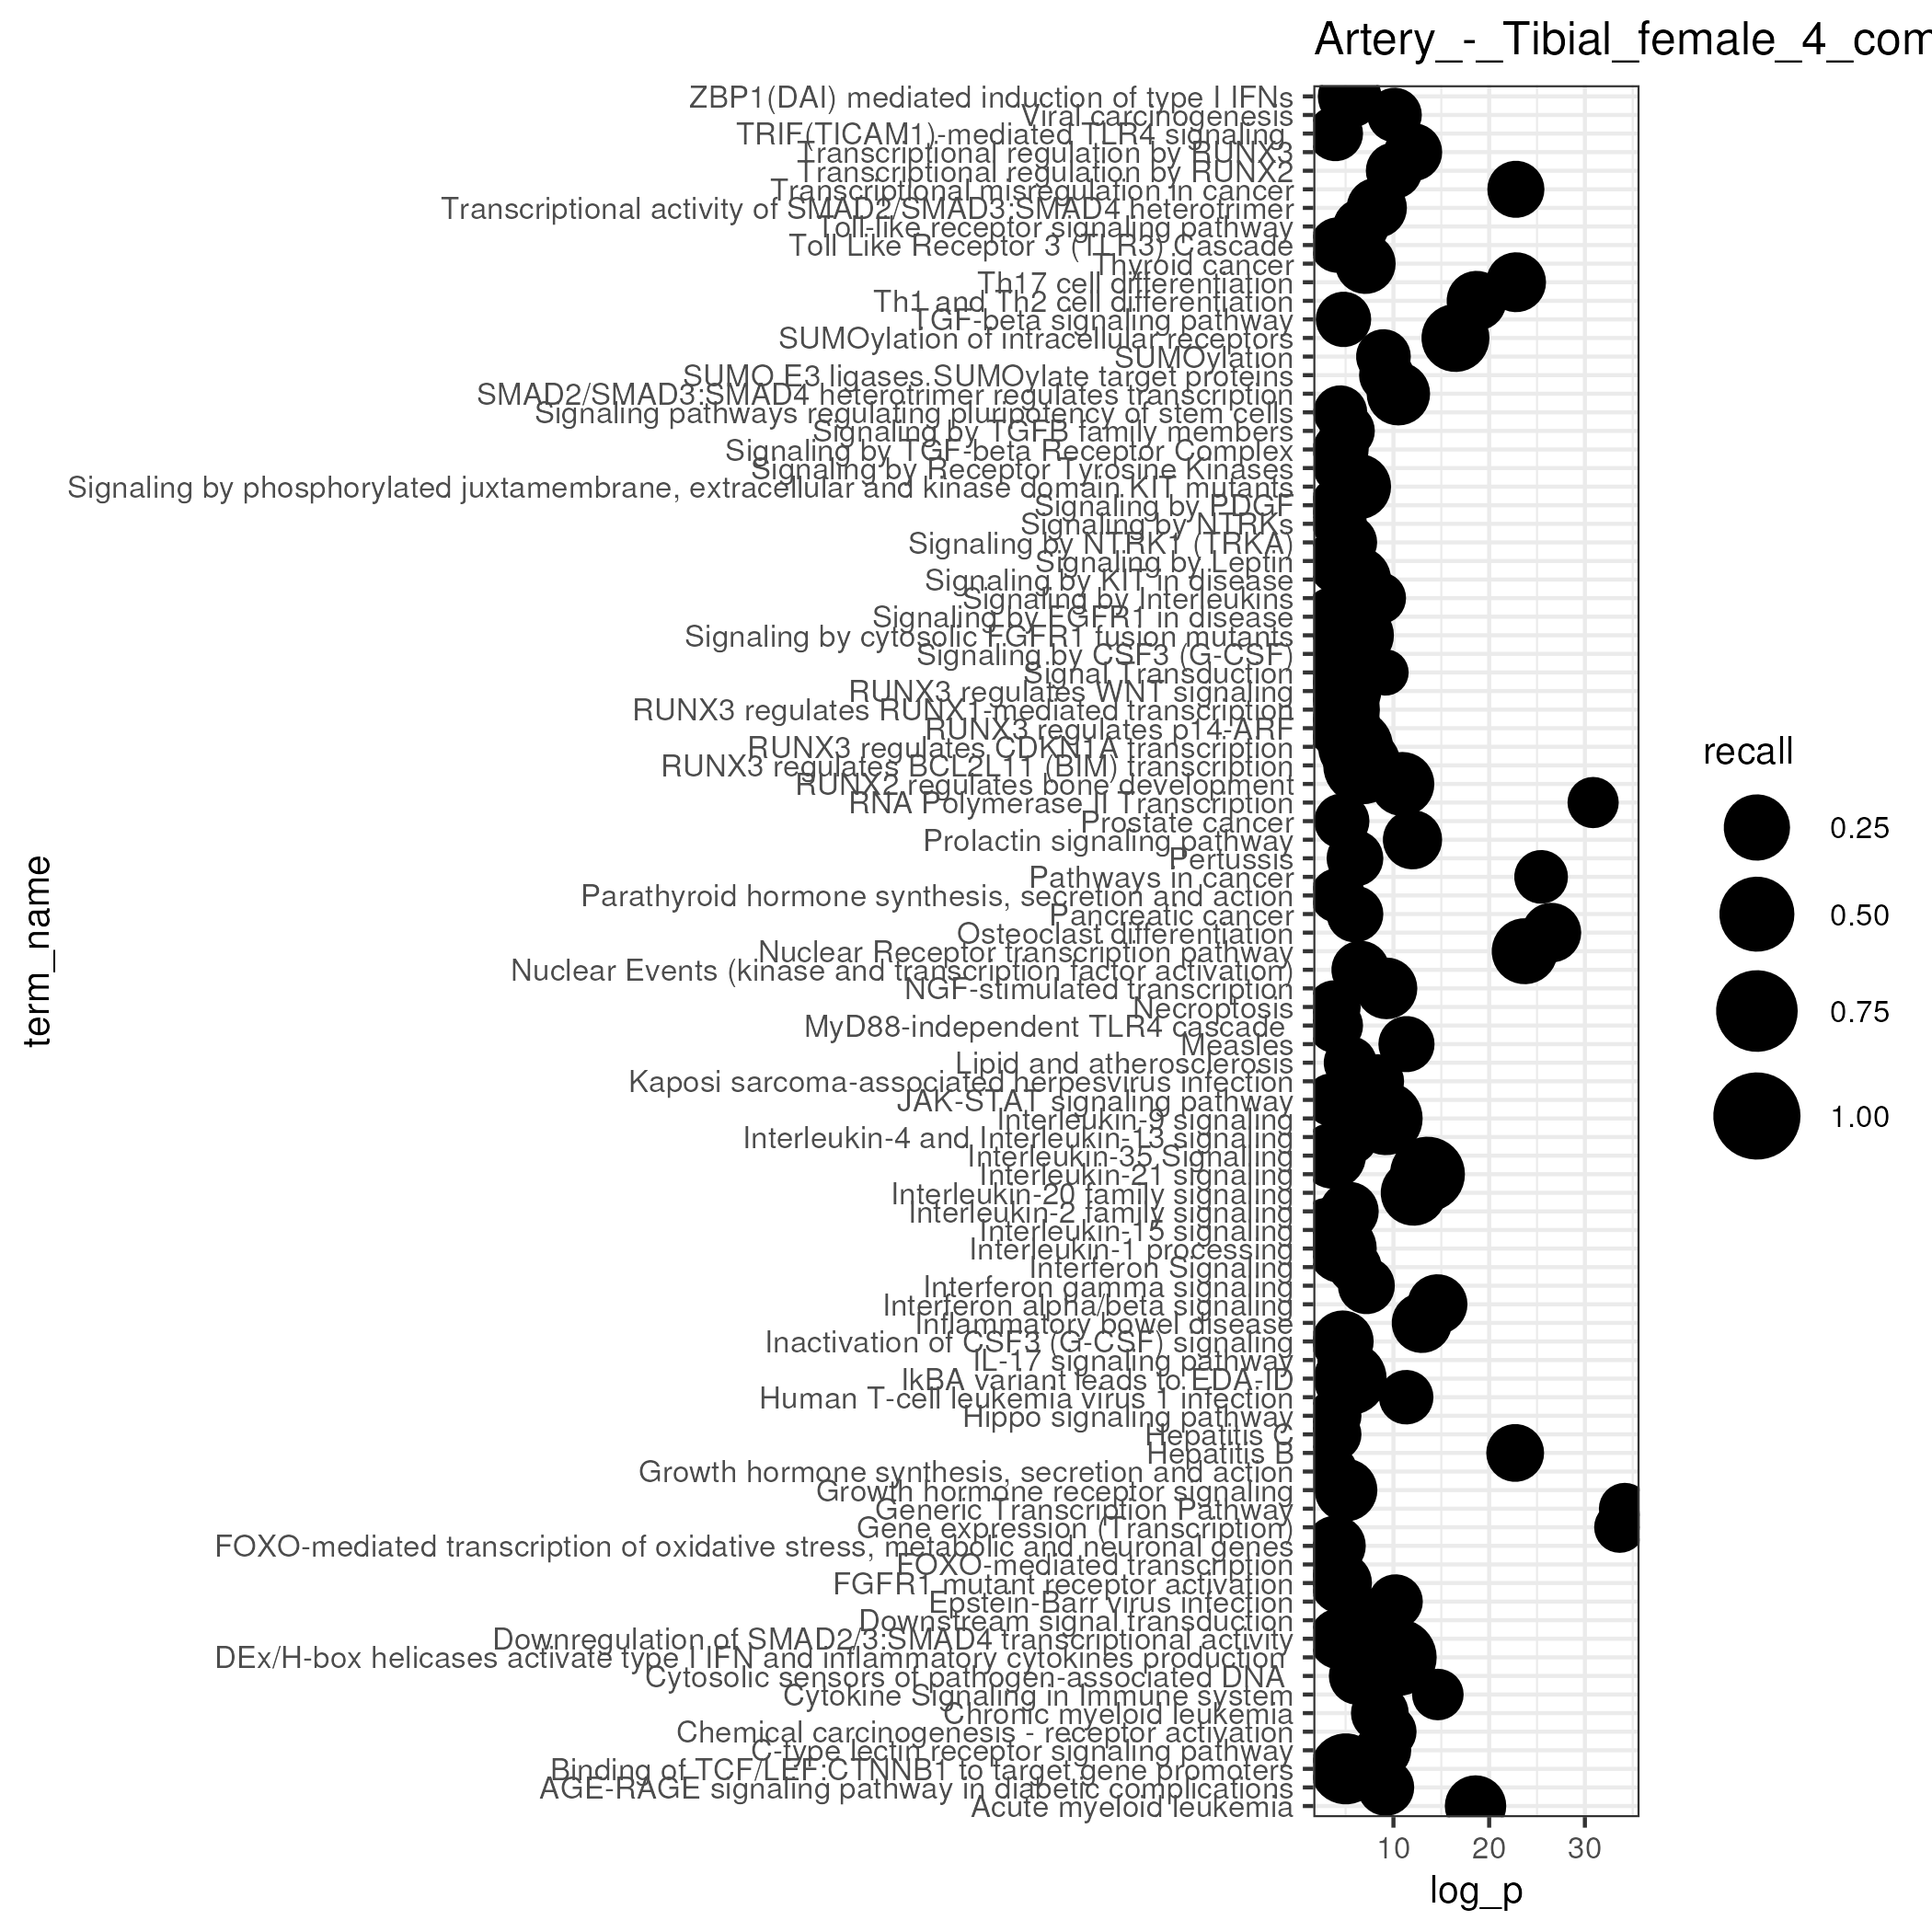 Artery_-_Tibial_female_4_com
ZBP1(DAI) mediated induction of type I IFNs
Viral carcinogenesis
TRIF(TICAM1)-mediated TLR4 signaling
Transcriptional regulation by RUNX3
Transcriptional regulation by RUNX2
Transcriptional misregulation in cancer
Transcriptional activity of SMAD2/SMAD3:SMAD4 heterotrimer
Toll-like receptor signaling pathway
Toll Like Receptor 3 (TLR3) Cascade
Thyroid cancer
Th17 cell differentiation
Th1 and Th2 cell differentiation
TGF-beta signaling pathway
SUMOylation of intracellular receptors
SUMOylation
SUMO E3 ligases SUMOylate target proteins
SMAD2/SMAD3:SMAD4 heterotrimer regulates transcription
Signaling pathways regulating pluripotency of stem cells
Signaling by TGFB family members
Signaling by TGF-beta Receptor Complex
Signaling by Receptor Tyrosine Kinases
Signaling by phosphorylated juxtamembrane, extracellular and kinase domain KIT mutants
Signaling by PDGF
Signaling by NTRKs
Signaling by NTRK1 (TRKA)
Signaling by Leptin
Signaling by KIT in disease
Signaling by Interleukins
Signaling by FGFR1 in disease
Signaling by cytosolic FGFR1 fusion mutants
Signaling by CSF3 (G-CSF)
Signal Transduction
RUNX3 regulates WNT signaling
RUNX3 regulates RUNX1-mediated transcription
RUNX3 regulates p14-ARF
RUNX3 regulates CDKN1A transcription
RUNX3 regulates BCL2L11 (BIM) transcription
RUNX2 regulates bone development
RNA Polymerase II Transcription
Prostate cancer
Prolactin signaling pathway
Pertussis
Pathways in cancer
Parathyroid hormone synthesis, secretion and action
Pancreatic cancer
Osteoclast differentiation
Nuclear Receptor transcription pathway
Nuclear Events (kinase and transcription factor activation)
NGF-stimulated transcription
Necroptosis
MyD88-independent TLR4 cascade
Measles
Lipid and atherosclerosis
Kaposi sarcoma-associated herpesvirus infection
JAK-STAT signaling pathway
Interleukin-9 signaling
Interleukin-4 and Interleukin-13 signaling
Interleukin-35 Signalling
Interleukin-21 signaling
Interleukin-20 family signaling
Interleukin-2 family signaling
Interleukin-15 signaling
Interleukin-1 processing
Interferon Signaling
Interferon gamma signaling
Interferon alpha/beta signaling
Inflammatory bowel disease
Inactivation of CSF3 (G-CSF) signaling
IL-17 signaling pathway
IkBA variant leads to EDA-ID
Human T-cell leukemia virus 1 infection
Hippo signaling pathway
Hepatitis C
Hepatitis B
Growth hormone synthesis, secretion and action
Growth hormone receptor signaling
Generic Transcription Pathway
Gene expression (Transcription)
FOXO-mediated transcription of oxidative stress, metabolic and neuronal genes
FOXO-mediated transcription
FGFR1 mutant receptor activation
Epstein-Barr virus infection
Downstream signal transduction
Downregulation of SMAD2/3:SMAD4 transcriptional activity
DEx/H-box helicases activate type I IFN and inflammatory cytokines production
Cytosolic sensors of pathogen-associated DNA
Cytokine Signaling in Immune system
Chronic myeloid leukemia
Chemical carcinogenesis - receptor activation
C-type lectin receptor signaling pathway
Binding of TCF/LEF:CTNNB1 to target gene promoters
AGE-RAGE signaling pathway in diabetic complications
Acute myeloid leukemia
term_name
10 20 30
log_p
recall
0.25
0.50
0.75
1.00